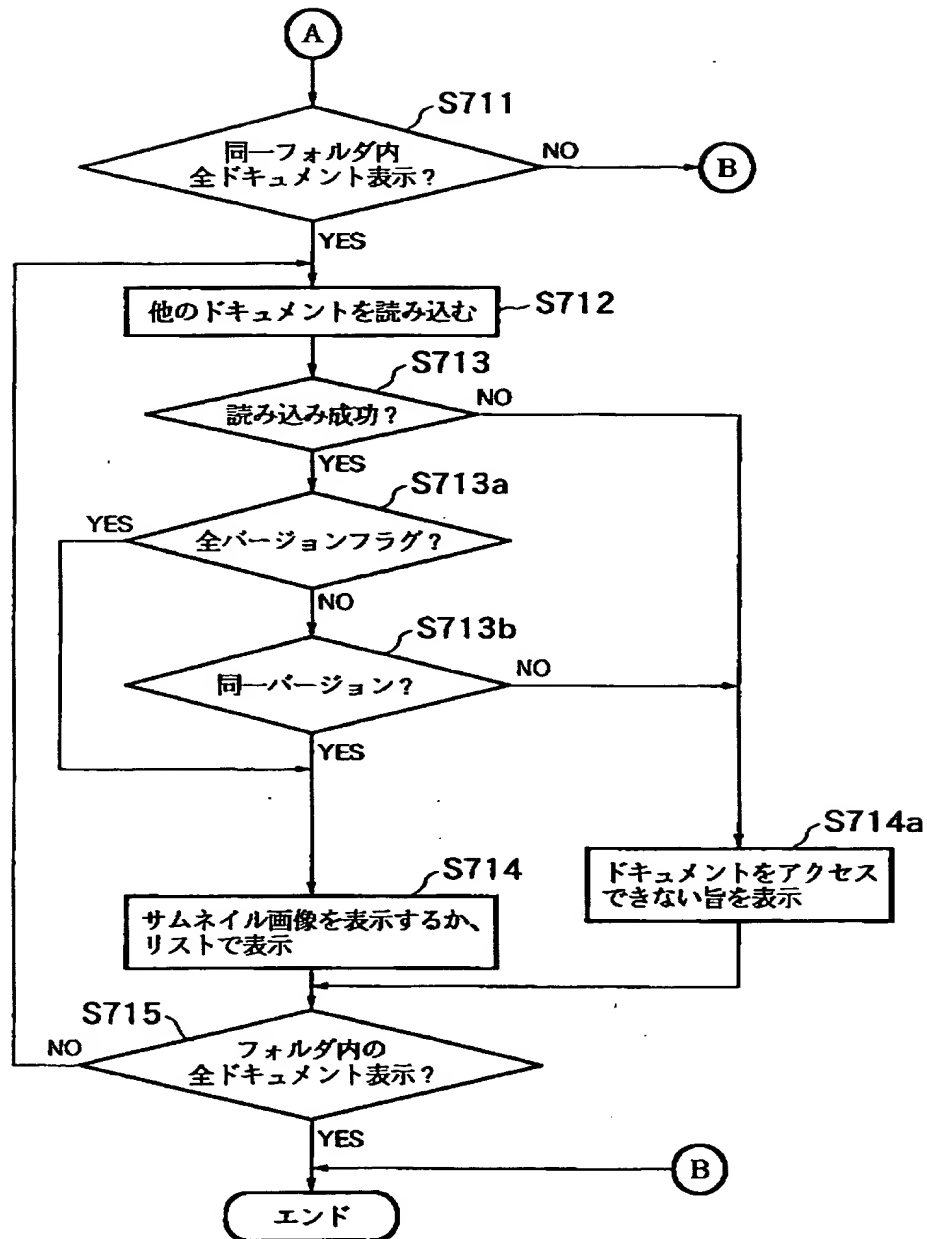 A
S711
同一フォルダ内
全ドキュメント表示？
NO
B
YES
他のドキュメントを読み込む
S712
S713
読み込み成功？
NO
YES
S713a
YES
全バージョンフラグ？
NO
S713b
同一バージョン？
NO
YES
S714a
ドキュメントをアクセス
できない旨を表示
S714
サムネイル画像を表示するか、
リストで表示
S715
NO
フォルダ内の
全ドキュメント表示？
YES
B
エンド